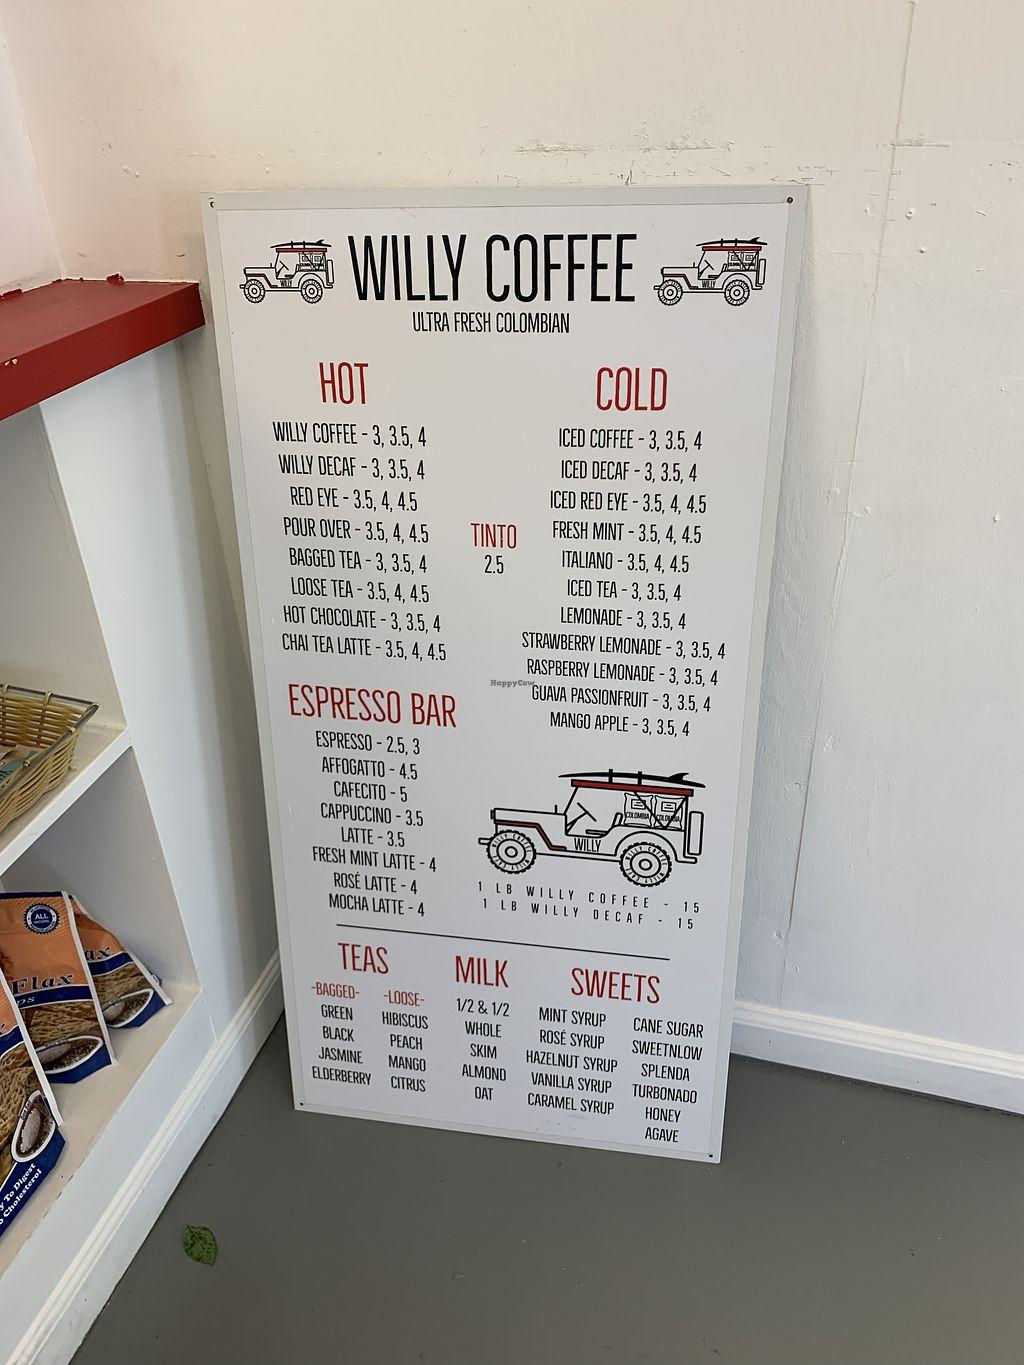 WILLY COFFEE
ULTRA FRESH COLOMBIAN
HOT
WILLY COFFEE - 3, 3.5, 4
WILLY DECAF - 3, 3.5, 4
RED EYE - 3.5, 4, 4.5
POUR OVER - 3.5, 4, 4.5
BAGGED TEA - 3, 3.5, 4
LOOSE TEA - 3.5, 4, 4.5
HOT CHOCOLATE - 3, 3.5, 4
CHAI TEA LATTE - 3.5, 4, 4.5
TINTO
2.5
COLD
ICED COFFEE - 3, 3.5, 4
ICED DECAF - 3, 3.5, 4
ICED RED EYE - 3.5, 4, 4.5
FRESH MINT - 3.5, 4, 4.5
ITALIANO - 3.5, 4, 4.5
ICED TEA - 3, 3.5, 4
LEMONADE - 3, 3.5, 4
STRAWBERRY LEMONADE - 3, 3.5, 4
RASPBERRY LEMONADE - 3, 3.5, 4
GUAVA PASSIONFRUIT - 3, 3.5, 4
MANGO APPLE - 3, 3.5, 4
HappyCow
ESPRESSO BAR
ESPRESSO - 2.5, 3
AFFOGATTO - 4.5
CAFECITO - 5
CAPPUCCINO - 3.5
LATTE - 3.5
FRESH MINT LATTE - 4
ROSÉ LATTE - 4
MOCHA LATTE - 4
COLOMBIA COLOMBIA
WILLY
1 LB WILLY COFFEE - 15
1 LB WILLY DECAF - 15
TEAS
-BAGGED-
GREEN
BLACK
JASMINE
ELDERBERRY
-LOOSE-
HIBISCUS
PEACH
MANGO
CITRUS
MILK
1/2 & 1/2
WHOLE
SKIM
ALMOND
OAT
SWEETS
MINT SYRUP
ROSÉ SYRUP
HAZELNUT SYRUP
VANILLA SYRUP
CARAMEL SYRUP
CANE SUGAR
SWEETNLOW
SPLENDA
TURBONADO
HONEY
AGAVE
ALL
NATURAL
Flax
To Digest
Cholesterol